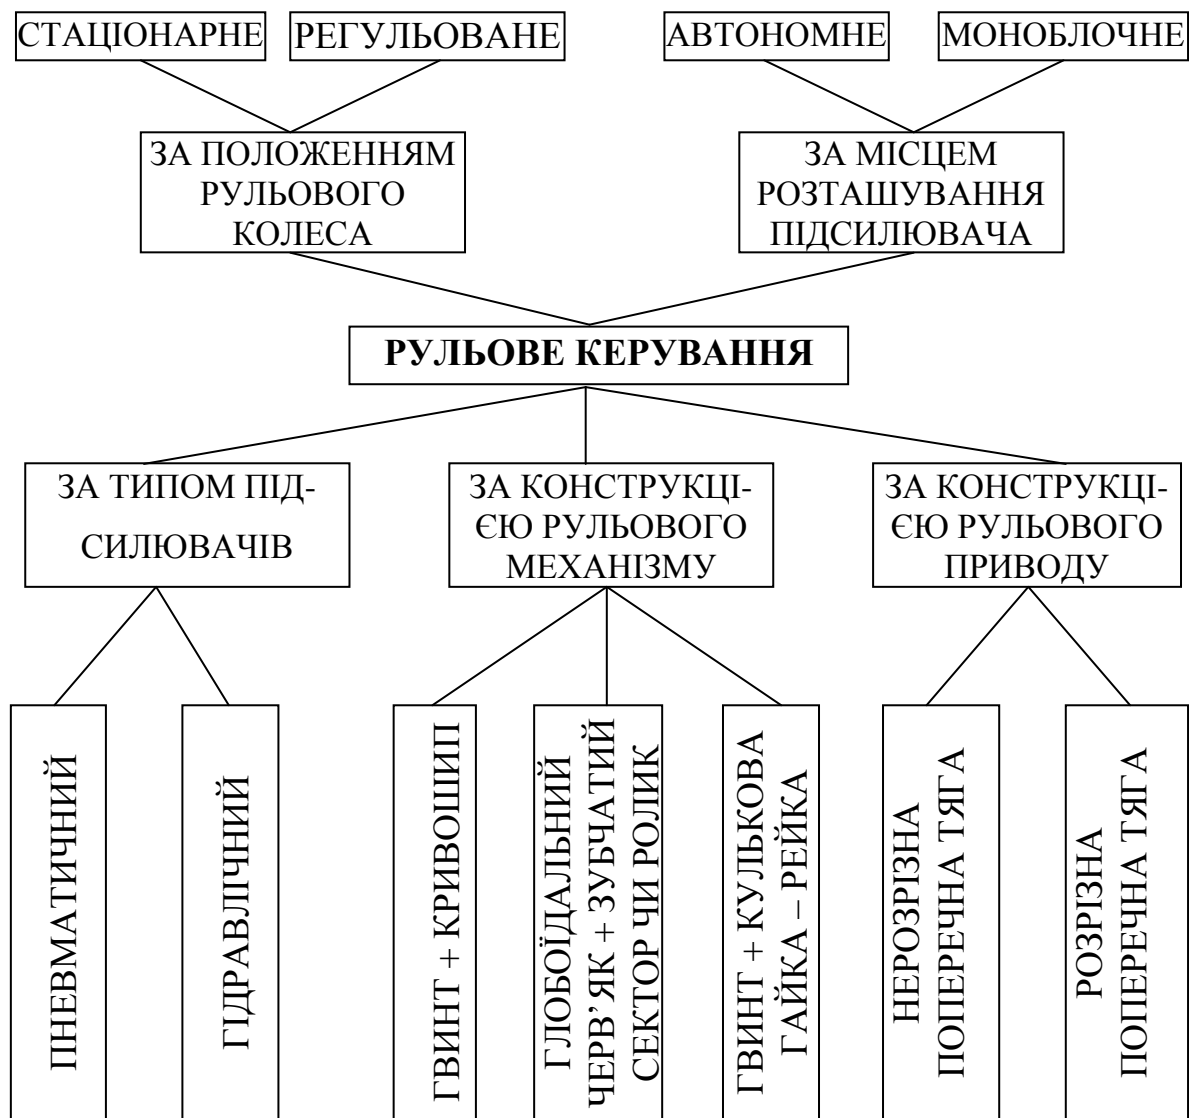 СТАЦІОНАРНЕ
РЕГУЛЬОВАНЕ
АВТОНОМНЕ
МОНОБЛОЧНЕ
ЗА ПОЛОЖЕННЯМ
РУЛЬОВОГО
КОЛЕСА
ЗА МІСЦЕМ
РОЗТАШУВАННЯ
ПІДСИЛЮВАЧА
РУЛЬОВЕ КЕРУВАННЯ
ЗА ТИПОМ ПІД-
СИЛЮВАЧІВ
ЗА КОНСТРУКЦІ-
ЄЮ РУЛЬОВОГО
МЕХАНІЗМУ
ЗА КОНСТРУКЦІ-
ЄЮ РУЛЬОВОГО
ПРИВОДУ
ПНЕВМАТИЧНИЙ
ГІДРАВЛІЧНИЙ
ГВИНТ + КРИВОШИП
ГЛОБОЇДАЛЬНИЙ
ЧЕРВ’ЯК + ЗУБЧАТИЙ
СЕКТОР ЧИ РОЛИК
ГВИНТ + КУЛЬКОВА
ГАЙКА – РЕЙКА
НЕРОЗРІЗНА
ПОПЕРЕЧНА ТЯГА
РОЗРІЗНА
ПОПЕРЕЧНА ТЯГА